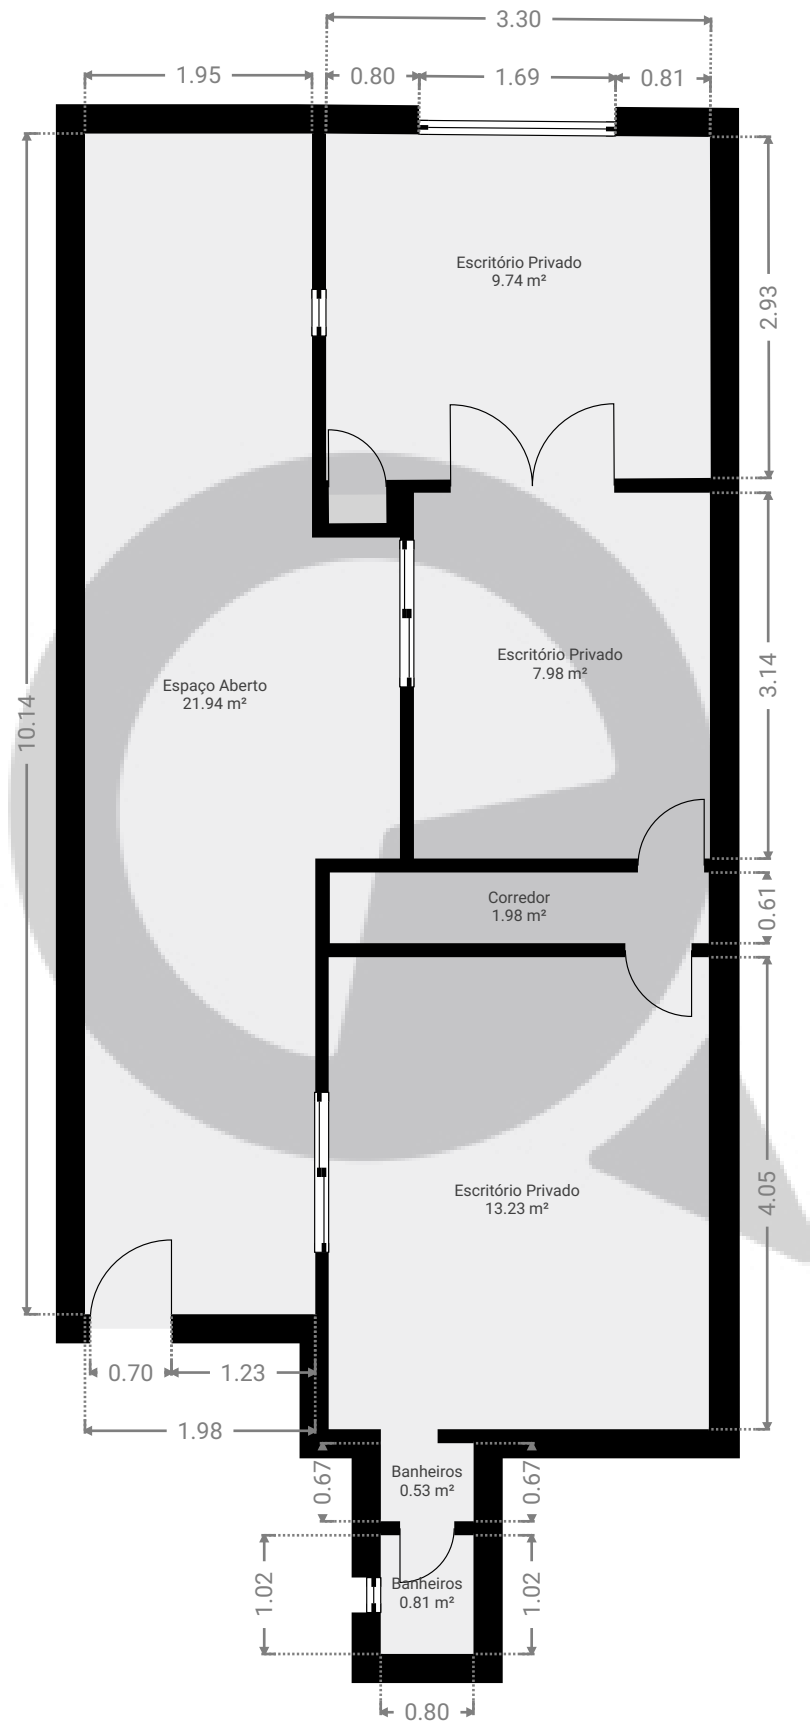 3.30
1.95
0.80
1.69
0.81
Escritório Privado
9.74 m²
2.93
Escritório Privado
7.98 m²
3.14
Espaço Aberto
21.94 m²
10.14
Corredor
1.98 m²
0.61
Escritório Privado
13.23 m²
4.05
0.70
1.23
1.98
Banheiros
0.53 m²
0.67
0.67
Banheiros
0.81 m²
1.02
1.02
0.80